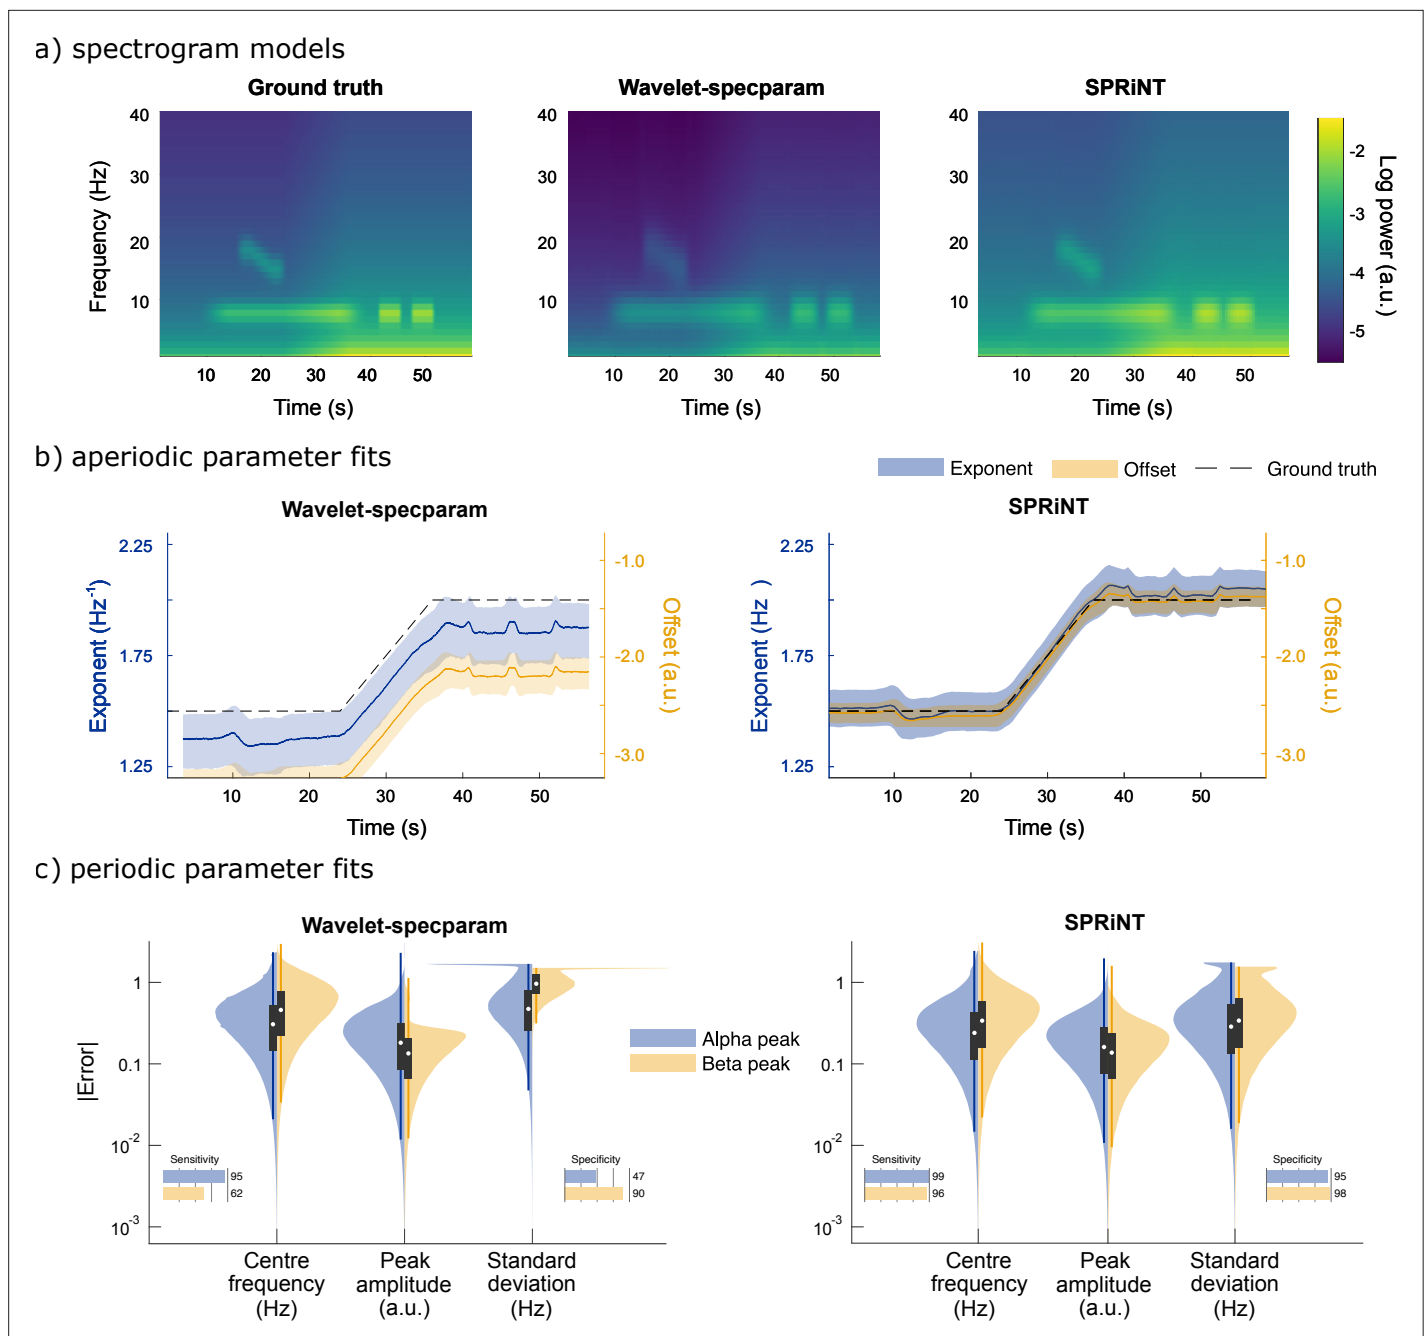 a) spectrogram models
Ground truth
Wavelet-specparam
SPRiNT
40
30
20
10
Frequency (Hz)
10 20 30 40 50
Time (s)
40
30
20
10
10 20 30 40 50
Time (s)
40
30
20
10
10 20 30 40 50
Time (s)
-2
-3
-4
-5
Log power (a.u.)
b) aperiodic parameter fits
Exponent
Offset
Ground truth
Wavelet-specparam
2.25
1.75
1.25
Exponent (Hz-1)
-1.0
-2.0
-3.0
Offset (a.u.)
10 20 30 40 50
Time (s)
SPRiNT
2.25
1.75
1.25
Exponent (Hz )
-1.0
-2.0
-3.0
Offset (a.u.)
10 20 30 40 50
Time (s)
c) periodic parameter fits
Wavelet-specparam
1
0.1
10-2
10-3
|Error|
Alpha peak
Beta peak
Sensitivity
95
62
Specificity
47
90
Centre
frequency
(Hz)
Peak
amplitude
(a.u.)
Standard
deviation
(Hz)
SPRiNT
1
0.1
10-2
10-3
Sensitivity
99
96
Specificity
95
98
Centre
frequency
(Hz)
Peak
amplitude
(a.u.)
Standard
deviation
(Hz)